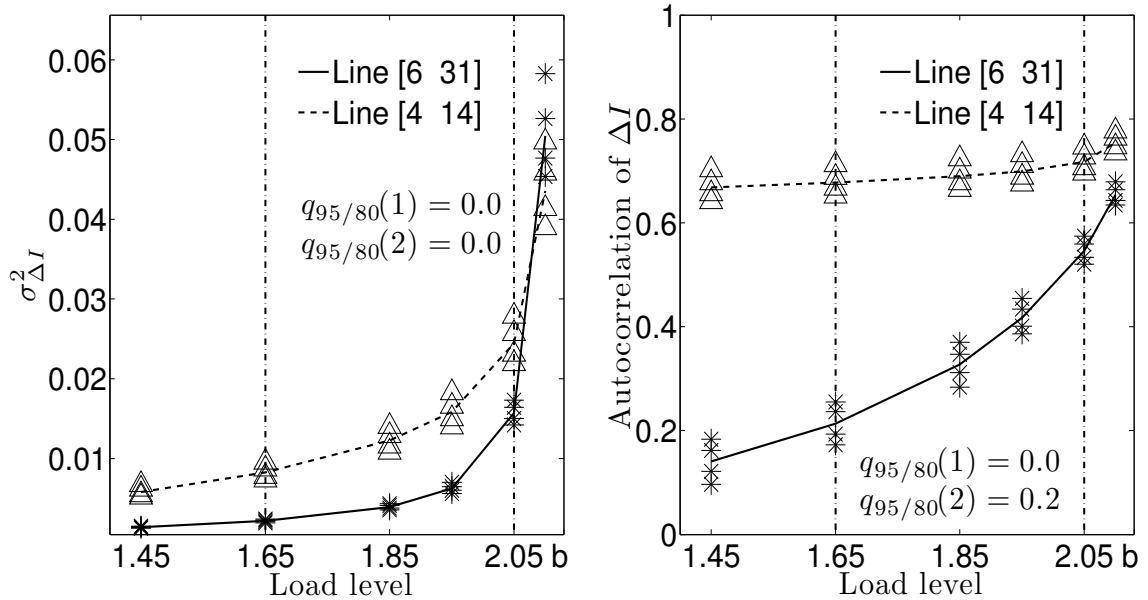 0.06
0.05
0.04
0.03
0.02
0.01
σ²ΔI
Line [6 31]
Line [4 14]
q95/80(1) = 0.0
q95/80(2) = 0.0
1.45 1.65 1.85 2.05 b
Load level
1
0.8
0.6
0.4
0.2
0
Autocorrelation of ΔI
Line [6 31]
Line [4 14]
q95/80(1) = 0.0
q95/80(2) = 0.2
1.45 1.65 1.85 2.05 b
Load level